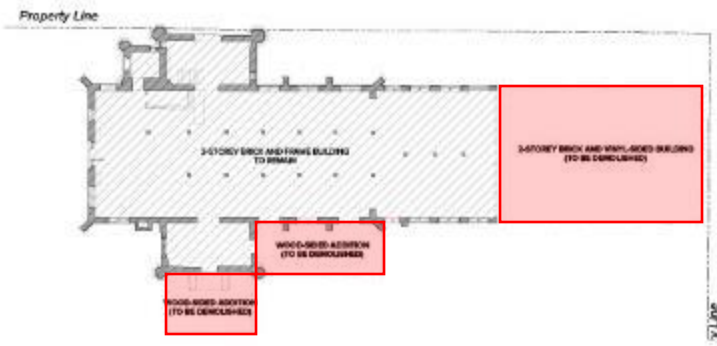 Property Line
2-STOREY BRICK AND FRAME BUILDING
TO REMAIN
2-STOREY BRICK AND VINYL-SIDED BUILDING
(TO BE DEMOLISHED)
WOOD-SIDED ADDITION
(TO BE DEMOLISHED)
WOOD-SIDED ADDITION
(TO BE DEMOLISHED)
Line